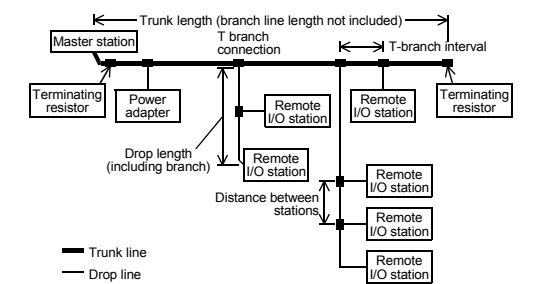 Trunk length (branch line length not included)
Master station
T branch
connection
T-branch interval
Terminating
resistor
Power
adapter
Remote
I/O station
Remote
I/O station
Terminating
resistor
Drop length
(including branch)
Remote
I/O station
Distance between
stations
Remote
I/O station
Remote
I/O station
Remote
I/O station
Trunk line
Drop line